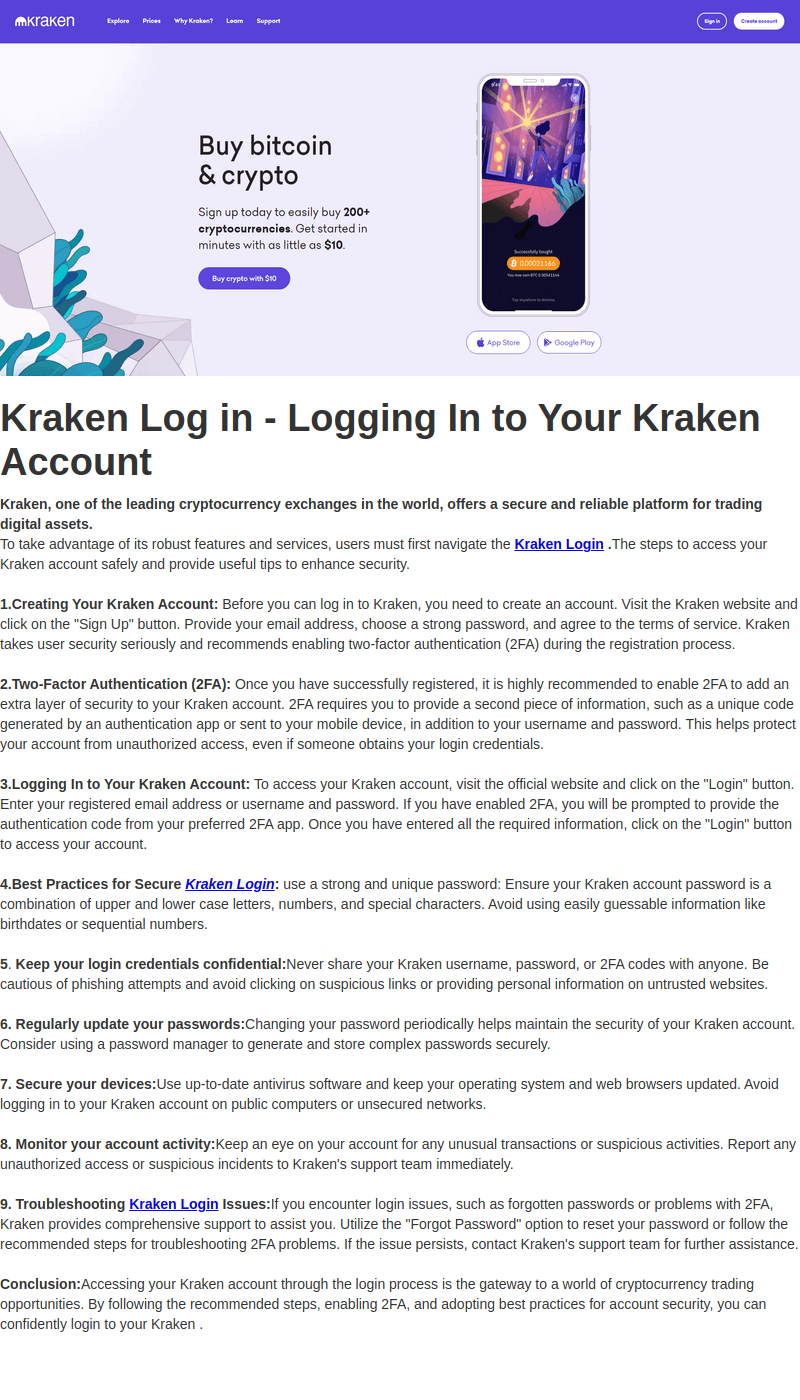 kraken Explore Prices Why Kraken? Learn Support Sign in Create account
Buy bitcoin
& crypto
Sign up today to easily buy 200+
cryptocurrencies. Get started in
minutes with as little as $10.
Buy crypto with $10
Successfully bought
0.00021166
Tap anywhere to dismiss
App Store Google Play
Kraken Log in - Logging In to Your Kraken
Account
Kraken, one of the leading cryptocurrency exchanges in the world, offers a secure and reliable platform for trading
digital assets.
To take advantage of its robust features and services, users must first navigate the Kraken Login .The steps to access your
Kraken account safely and provide useful tips to enhance security.
1.Creating Your Kraken Account: Before you can log in to Kraken, you need to create an account. Visit the Kraken website and
click on the "Sign Up" button. Provide your email address, choose a strong password, and agree to the terms of service. Kraken
takes user security seriously and recommends enabling two-factor authentication (2FA) during the registration process.
2.Two-Factor Authentication (2FA): Once you have successfully registered, it is highly recommended to enable 2FA to add an
extra layer of security to your Kraken account. 2FA requires you to provide a second piece of information, such as a unique code
generated by an authentication app or sent to your mobile device, in addition to your username and password. This helps protect
your account from unauthorized access, even if someone obtains your login credentials.
3.Logging In to Your Kraken Account: To access your Kraken account, visit the official website and click on the "Login" button.
Enter your registered email address or username and password. If you have enabled 2FA, you will be prompted to provide the
authentication code from your preferred 2FA app. Once you have entered all the required information, click on the "Login" button
to access your account.
4.Best Practices for Secure Kraken Login: use a strong and unique password: Ensure your Kraken account password is a
combination of upper and lower case letters, numbers, and special characters. Avoid using easily guessable information like
birthdates or sequential numbers.
5. Keep your login credentials confidential:Never share your Kraken username, password, or 2FA codes with anyone. Be
cautious of phishing attempts and avoid clicking on suspicious links or providing personal information on untrusted websites.
6. Regularly update your passwords:Changing your password periodically helps maintain the security of your Kraken account.
Consider using a password manager to generate and store complex passwords securely.
7. Secure your devices:Use up-to-date antivirus software and keep your operating system and web browsers updated. Avoid
logging in to your Kraken account on public computers or unsecured networks.
8. Monitor your account activity:Keep an eye on your account for any unusual transactions or suspicious activities. Report any
unauthorized access or suspicious incidents to Kraken's support team immediately.
9. Troubleshooting Kraken Login Issues:If you encounter login issues, such as forgotten passwords or problems with 2FA,
Kraken provides comprehensive support to assist you. Utilize the "Forgot Password" option to reset your password or follow the
recommended steps for troubleshooting 2FA problems. If the issue persists, contact Kraken's support team for further assistance.
Conclusion:Accessing your Kraken account through the login process is the gateway to a world of cryptocurrency trading
opportunities. By following the recommended steps, enabling 2FA, and adopting best practices for account security, you can
confidently login to your Kraken .